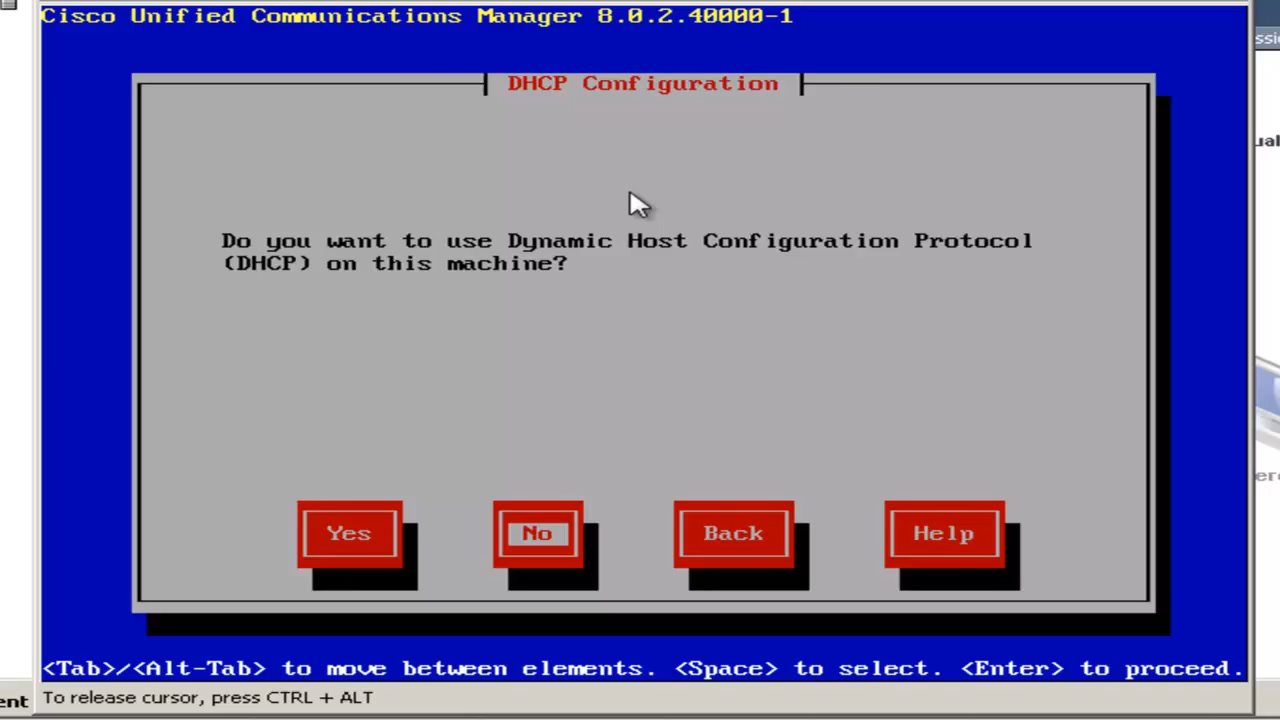 Cisco Unified Communications Manager 8.0.2.40000-1
DHCP Configuration
Do you want to use Dynamic Host Configuration Protocol
(DHCP) on this machine?
Yes
No
Back
Help
<Tab>/<Alt-Tab> to move between elements. <Space> to select. <Enter> to proceed.
To release cursor, press CTRL + ALT